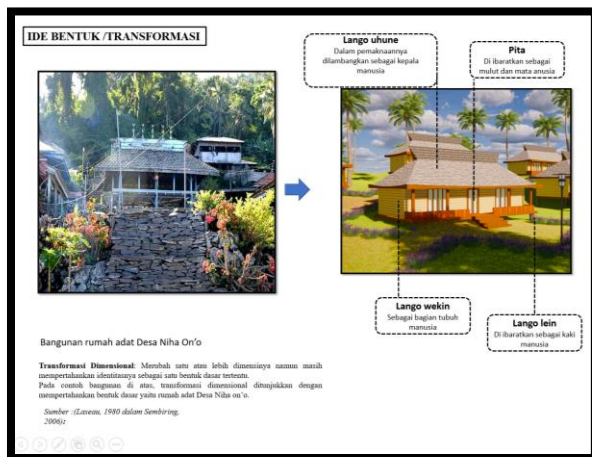 IDE BENTUK /TRANSFORMASI
Lango uhune
Dalam pemaknaannya
dilambangkan sebagai kepala
manusia
Pita
Di ibaratkan sebagai
mulut dan mata anusia
Lango wekin
Sebagai bagian tubuh
manusia
Lango lein
Di ibaratkan sebagai kaki
manusia
Bangunan rumah adat Desa Niha On’o
Transformasi Dimensional: Merubah satu atau lebih dimensinya namun masih
mempertahankan identitasaya sebagai satu bentuk dasar tertentu.
Pada contoh bangunan di atas, transformasi dimensional ditunjukkan dengan
mempertahankan bentuk dasar yaitu rumah adat Desa Niha on’o.
Sumber :(Laseau, 1980 dalam Sembiring,
2006):